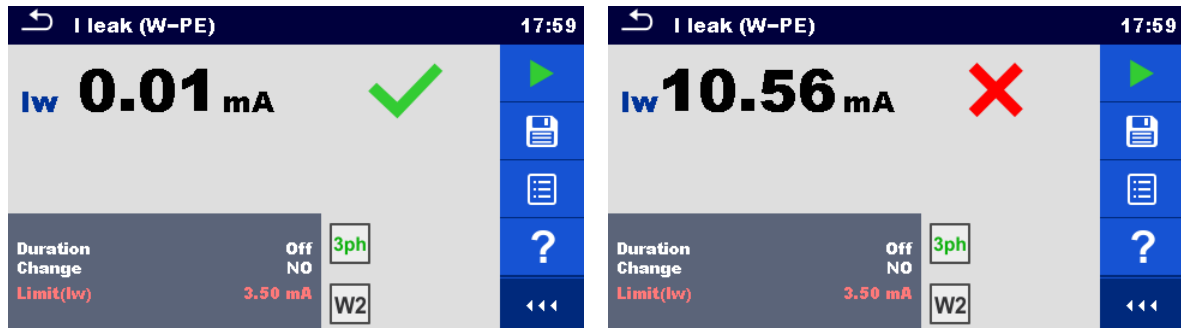 I leak (W-PE) 17:59
Iw 0.01 mA
Duration Off
Change NO
Limit(Iw) 3.50 mA
3ph
W2
?
I leak (W-PE) 17:59
Iw 10.56 mA
Duration Off
Change NO
Limit(Iw) 3.50 mA
3ph
W2
?